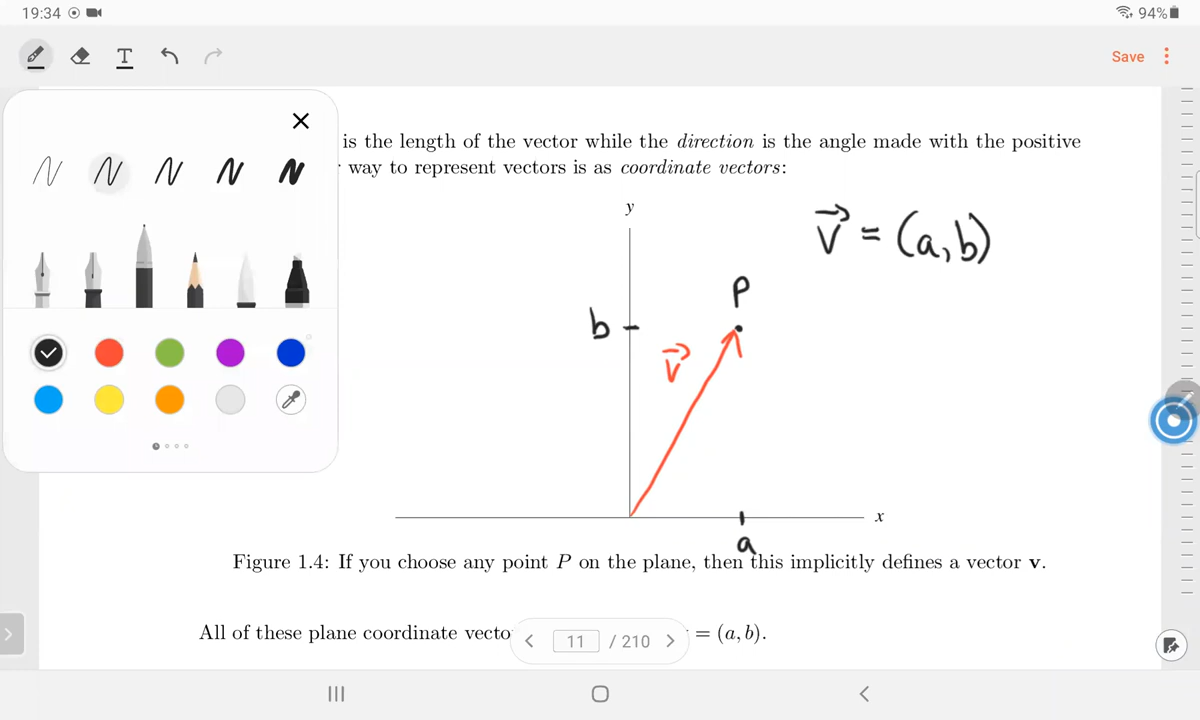 19:34 94%
T Save
is the length of the vector while the direction is the angle made with the positive
way to represent vectors is as coordinate vectors:
y
v⃗ = (a,b)
P
b
v⃗
x
a
Figure 1.4: If you choose any point P on the plane, then this implicitly defines a vector v.
All of these plane coordinate vecto = (a, b).
11 / 210